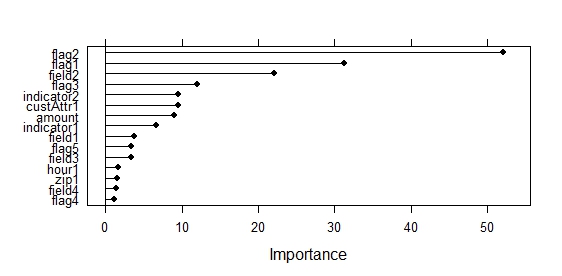 flag2
flag1
field2
flag3
indicator2
custAttr1
amount
indicator1
field1
flag5
field3
hour1
zip1
field4
flag4
0 10 20 30 40 50
Importance